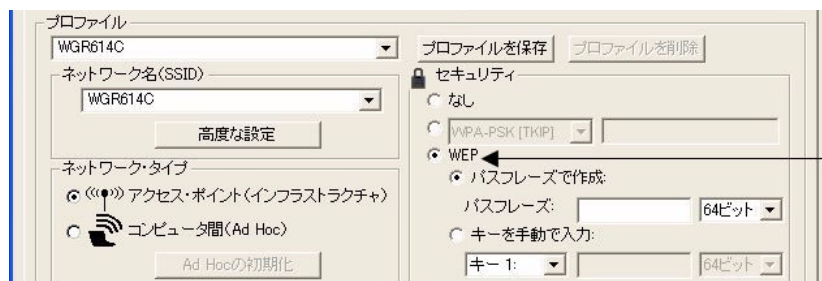 プロファイル
WGR614C
プロファイルを保存
プロファイルを削除
ネットワーク名(SSID)
WGR614C
高度な設定
ネットワーク・タイプ
アクセス・ポイント(インフラストラクチャ)
コンピュータ間(Ad Hoc)
Ad Hocの初期化
セキュリティ
なし
WPA-PSK [TKIP]
WEP
パスフレーズで作成:
パスフレーズ:
64ビット
キーを手動で入力:
キー 1:
64ビット